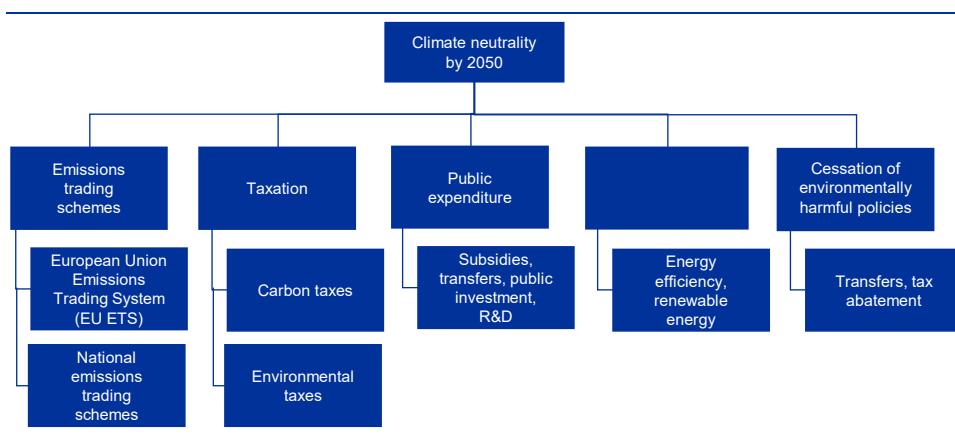 Climate neutrality
by 2050
Emissions
trading
schemes
Taxation
Public
expenditure
Cessation of
environmentally
harmful policies
European Union
Emissions
Trading System
(EU ETS)
Carbon taxes
Subsidies,
transfers, public
investment,
R&D
Energy
efficiency,
renewable
energy
Transfers, tax
abatement
National
emissions
trading
schemes
Environmental
taxes